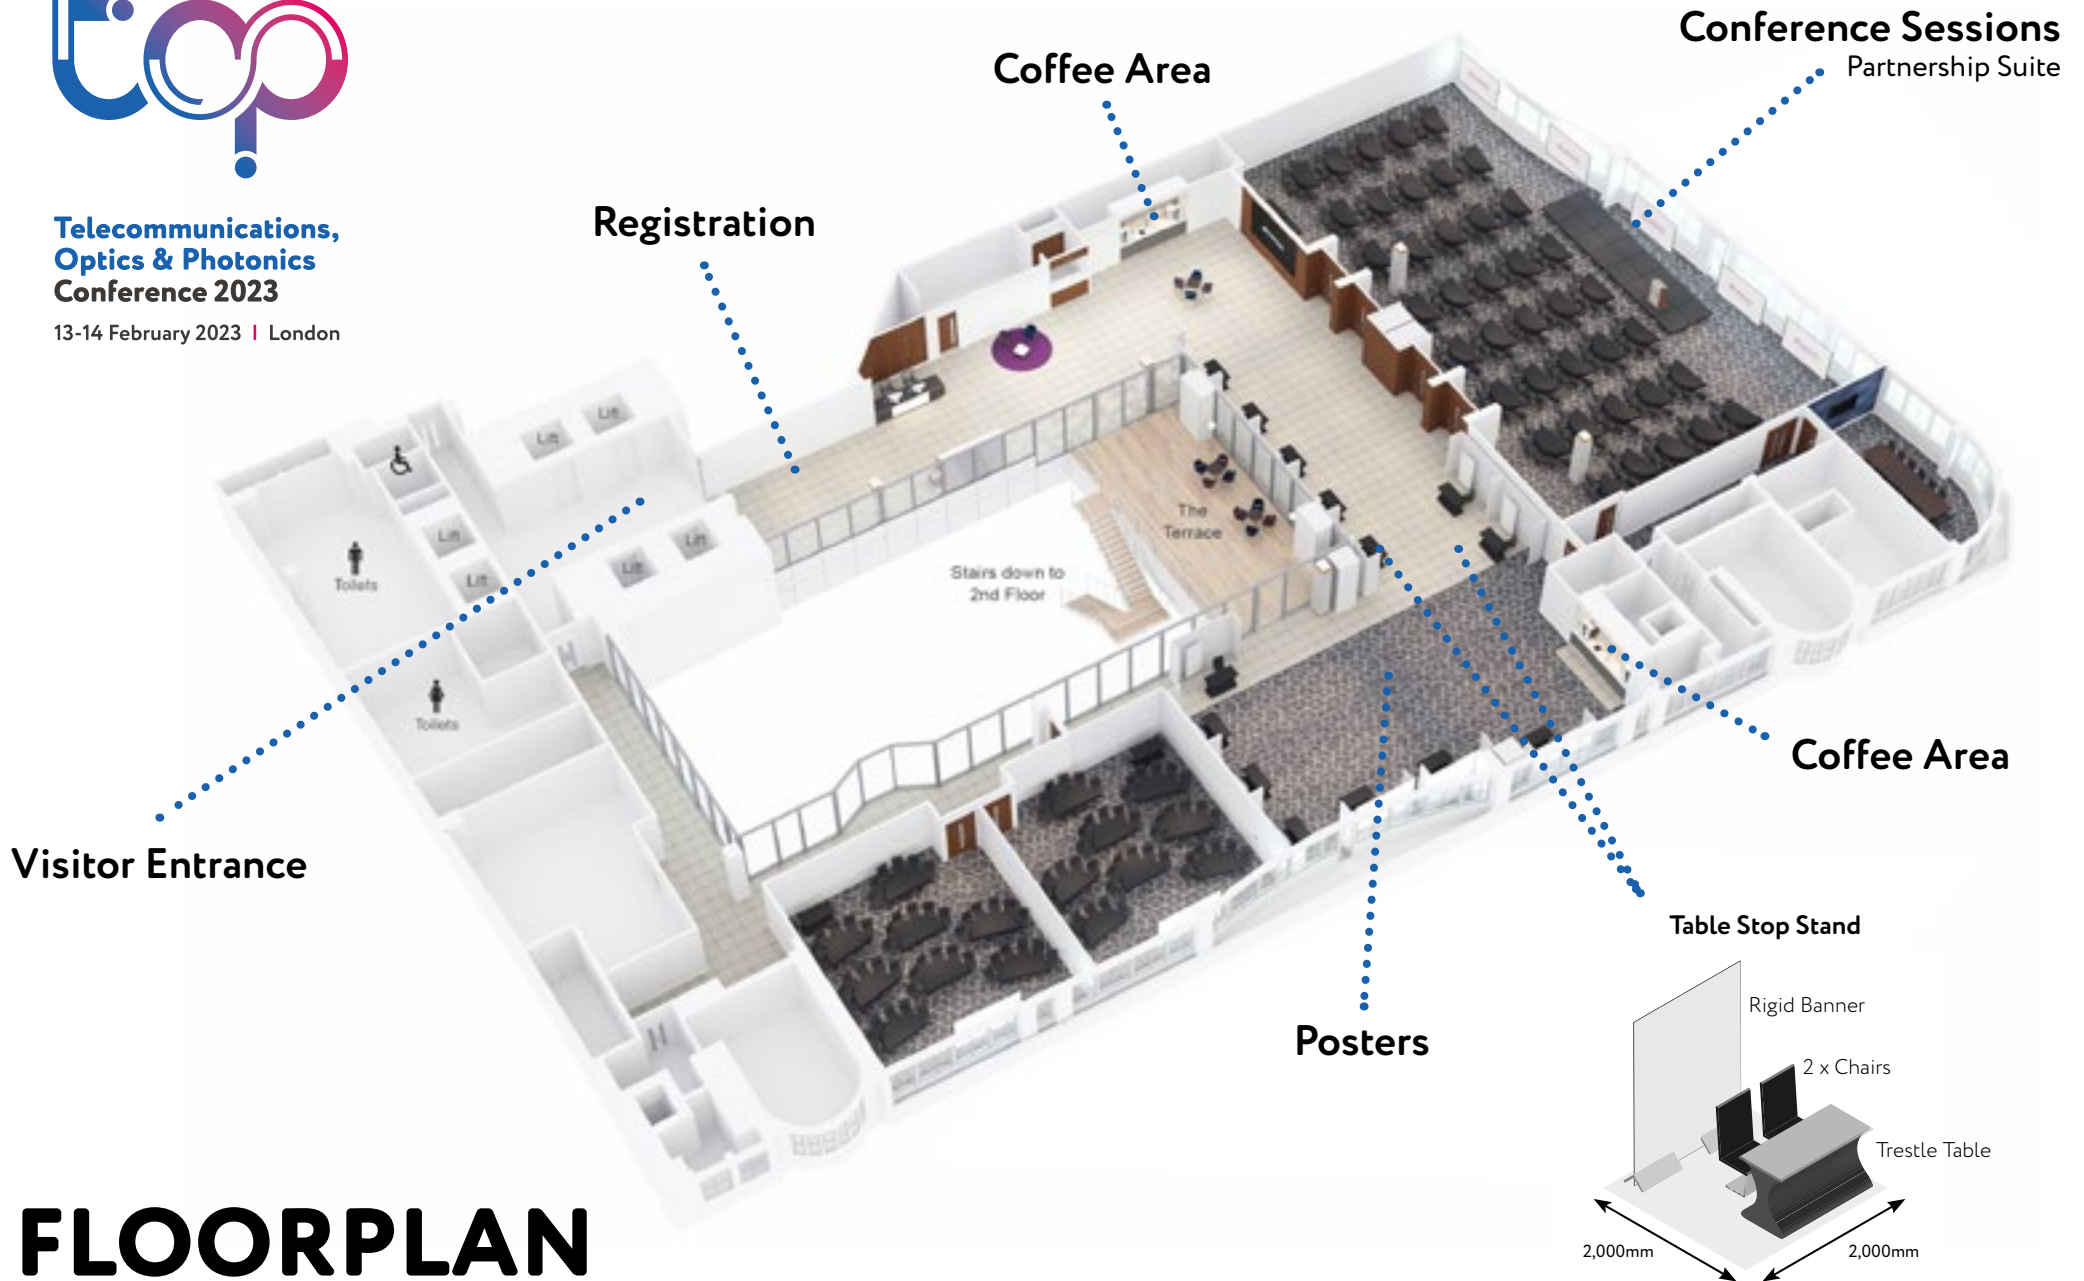 top
Telecommunications,
Optics & Photonics
Conference 2023
13-14 February 2023 | London
Conference Sessions
Partnership Suite
Coffee Area
Registration
Lift
Lift
Lift
Lift
Lift
Lift
Toilets
Toilets
The
Terrace
Stairs down to
2nd Floor
Visitor Entrance
Coffee Area
Posters
Table Stop Stand
Rigid Banner
2 x Chairs
Trestle Table
2,000mm
2,000mm
FLOORPLAN